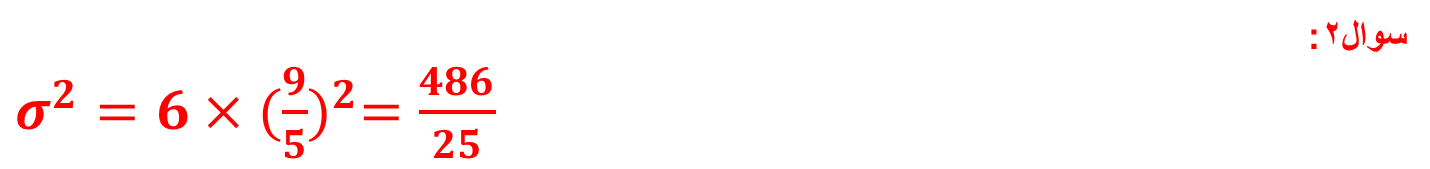 سوال۲ :
σ² = 6 × (9/5)² = 486/25